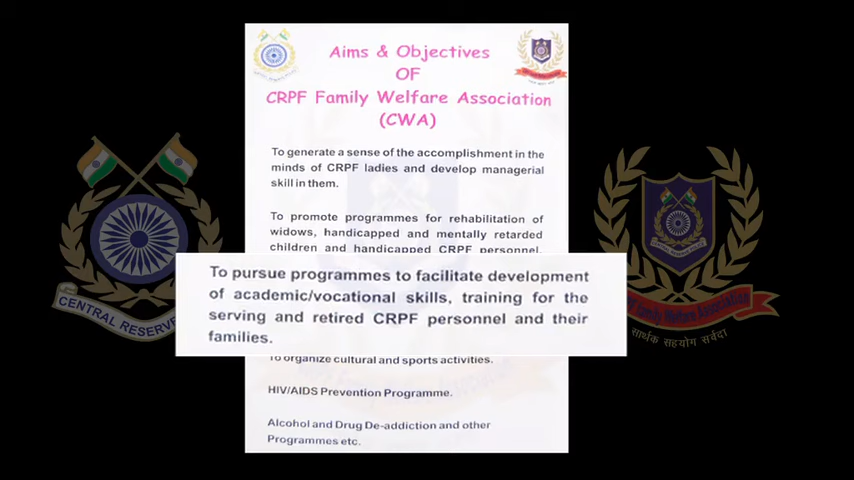 Aims & Objectives
OF
CRPF Family Welfare Association
(CWA)
To generate a sense of the accomplishment in the
minds of CRPF ladies and develop managerial
skill in them.
To promote programmes for rehabilitation of
widows, handicapped and mentally retarded
children and handicapped CRPF personnel.
To pursue programmes to facilitate development
of academic/vocational skills, training for the
serving and retired CRPF personnel and their
families.
To organize cultural and sports activities.
HIV/AIDS Prevention Programme.
Alcohol and Drug De-addiction and other
Programmes etc.
CENTRAL RESERVE
Family Welfare Association
सार्थक सहयोग सर्वदा